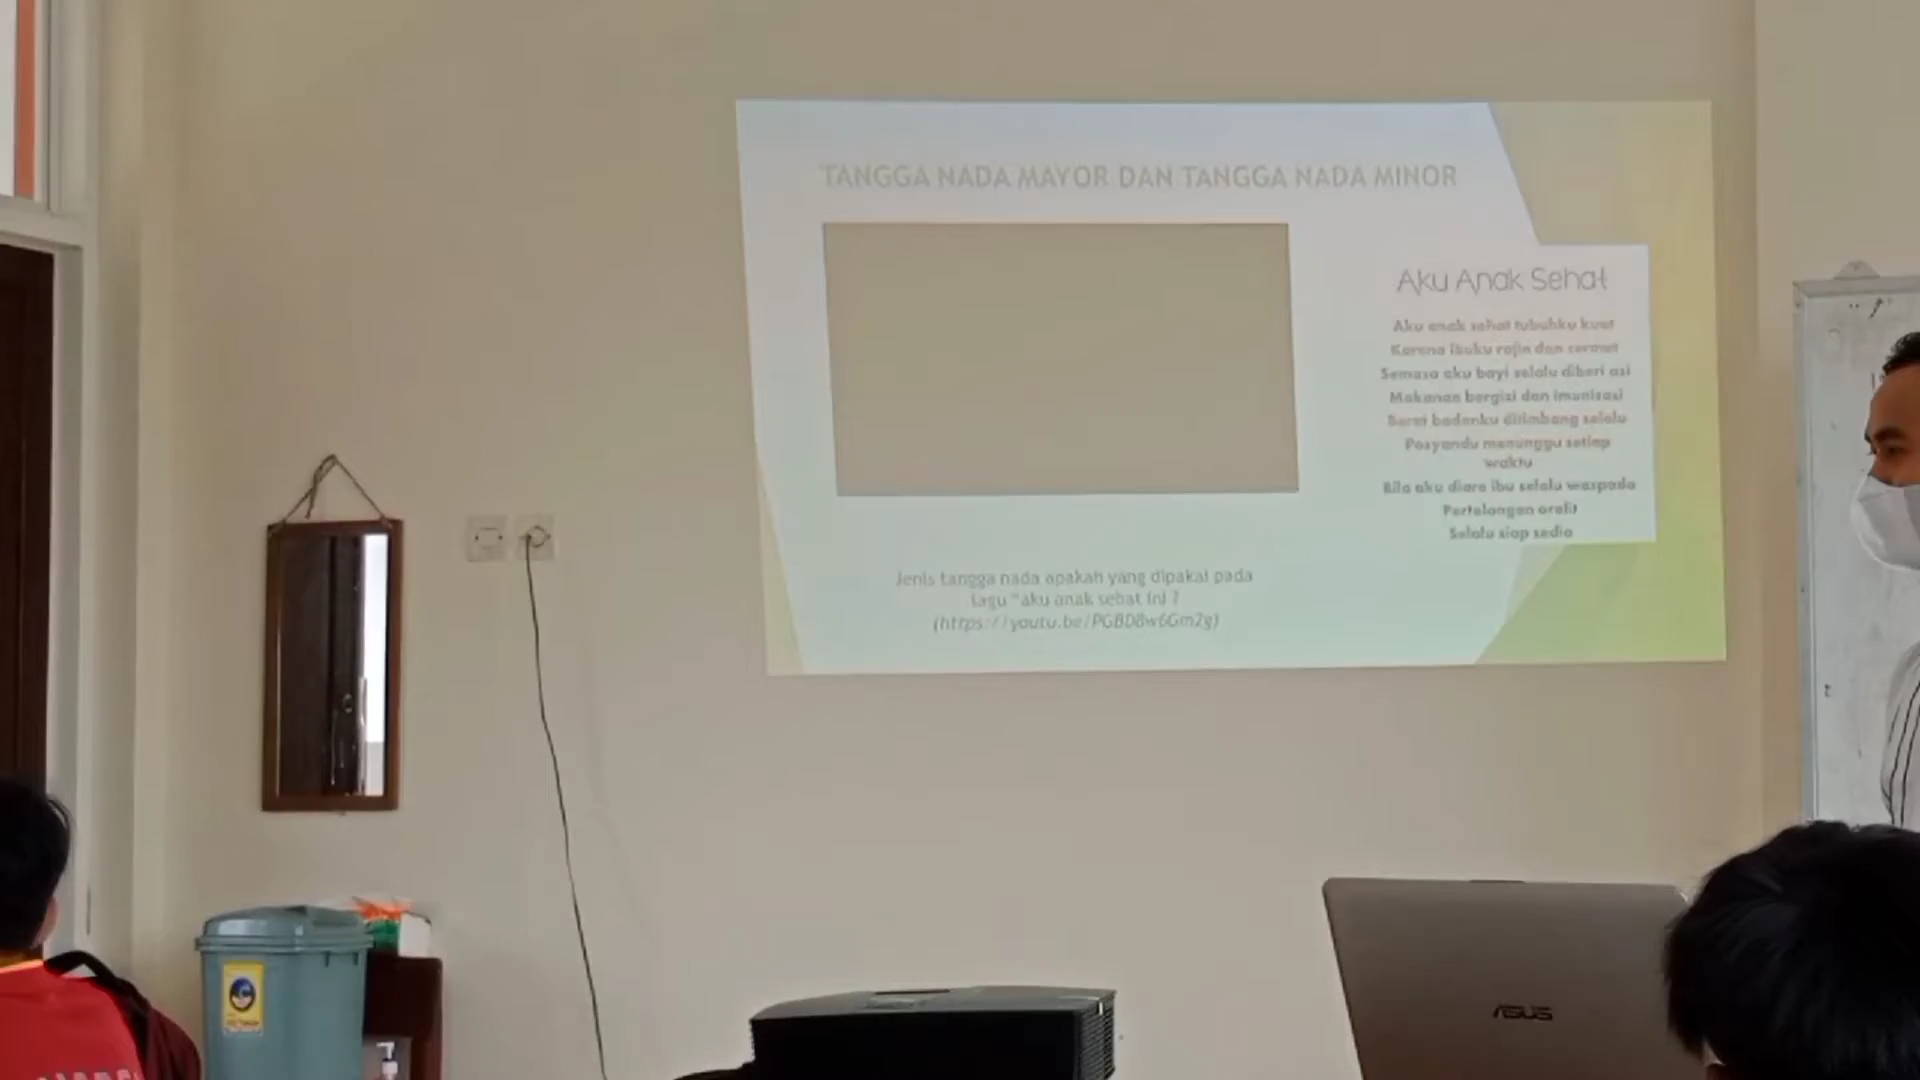 TANGGA NADA MAYOR DAN TANGGA NADA MINOR
Aku Anak Sehat
Aku anak sehat tubuhku kuat
Karena ibuku rajin dan cermat
Semasa aku bayi selalu diberi asi
Makanan bergizi dan imunisasi
Berat badanku ditimbang selalu
Posyandu menunggu setiap
waktu
Bila aku diare ibu selalu waspada
Pertolongan oralit
Selalu siap sedia
Jenis tangga nada apakah yang dipakai pada
lagu "aku anak sehat ini ?
(https://youtu.be/PGBD8w6Gm2g)
ASUS